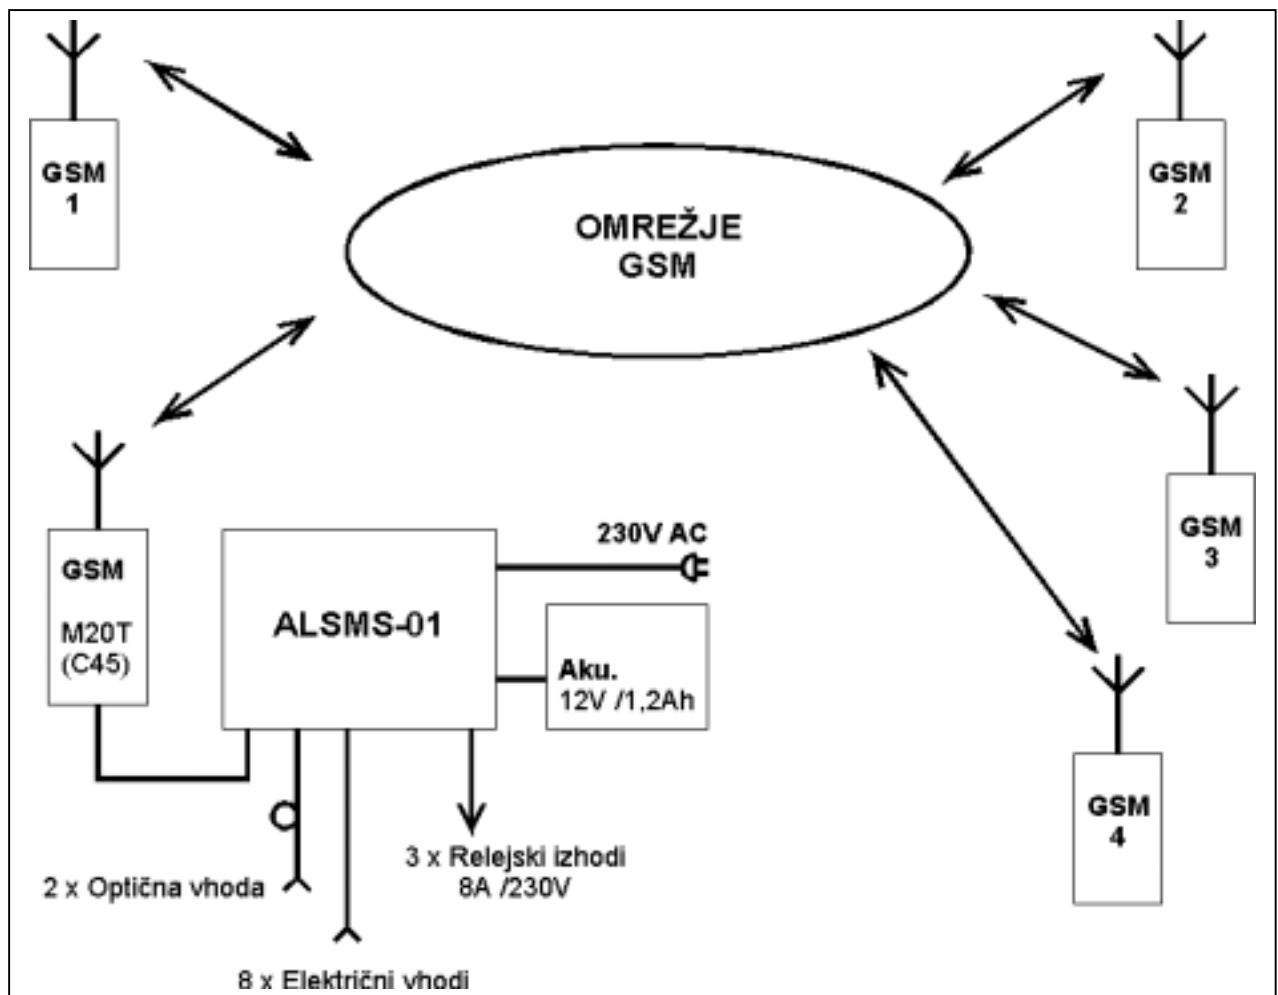 GSM
1
GSM
2
OMREŽJE
GSM
GSM
3
GSM
M20T
(C45)
ALSMS-01
230V AC
Aku.
12V /1,2Ah
GSM
4
3 x Relejski izhodi
8A /230V
2 x Optična vhoda
8 x Električni vhodi